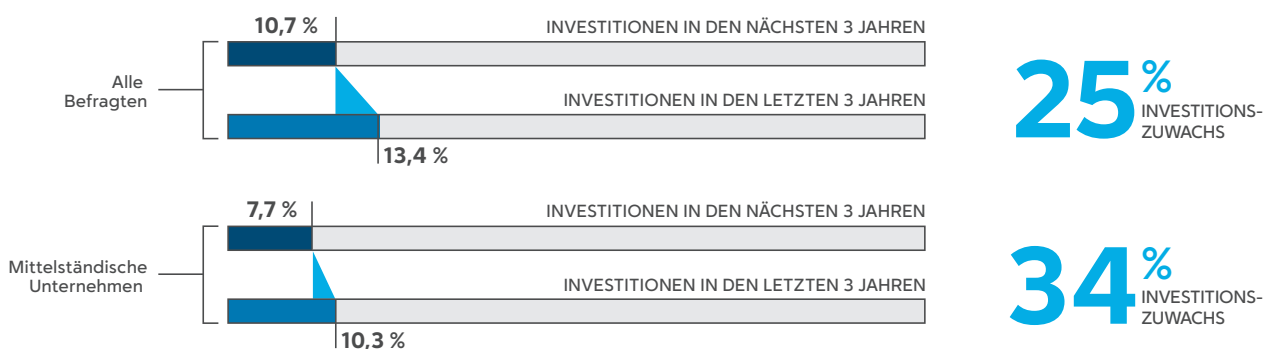 10,7 %
INVESTITIONEN IN DEN NÄCHSTEN 3 JAHREN
Alle
Befragten
INVESTITIONEN IN DEN LETZTEN 3 JAHREN
13,4 %
25 %
INVESTITIONS-
ZUWACHS
7,7 %
INVESTITIONEN IN DEN NÄCHSTEN 3 JAHREN
Mittelständische
Unternehmen
INVESTITIONEN IN DEN LETZTEN 3 JAHREN
10,3 %
34 %
INVESTITIONS-
ZUWACHS